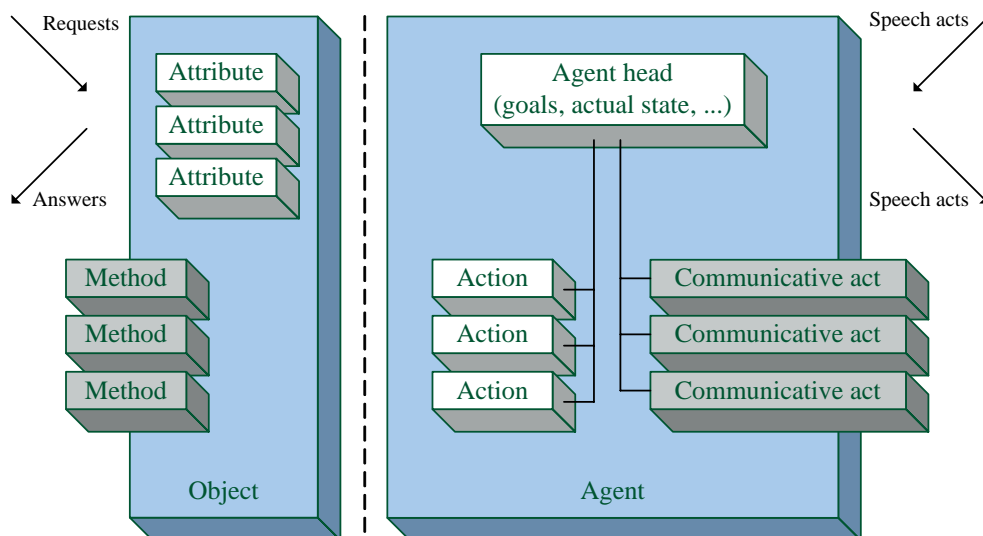 Requests
Attribute
Attribute
Attribute
Answers
Method
Method
Method
Object
Speech acts
Agent head
(goals, actual state, ...)
Speech acts
Action
Communicative act
Action
Communicative act
Action
Communicative act
Agent